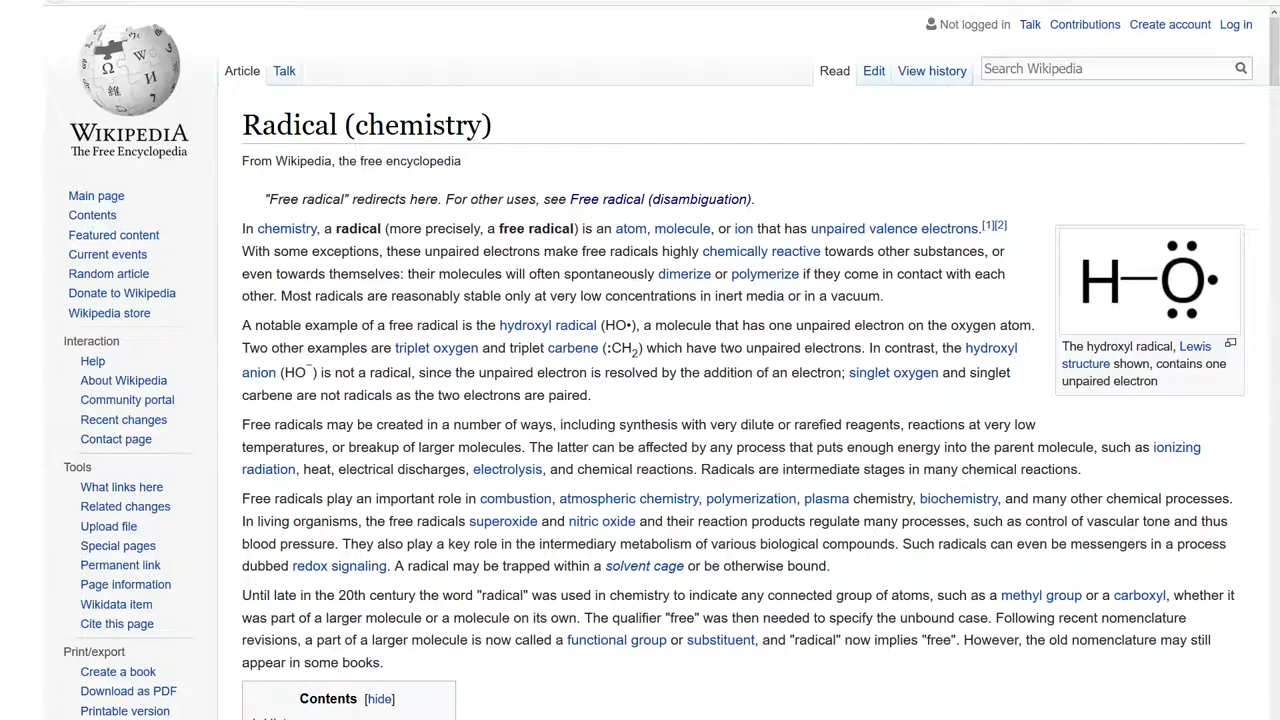 Not logged in Talk Contributions Create account Log in
Article Talk Read Edit View history Search Wikipedia
WIKIPEDIA
The Free Encyclopedia
Main page
Contents
Featured content
Current events
Random article
Donate to Wikipedia
Wikipedia store
Interaction
Help
About Wikipedia
Community portal
Recent changes
Contact page
Tools
What links here
Related changes
Upload file
Special pages
Permanent link
Page information
Wikidata item
Cite this page
Print/export
Create a book
Download as PDF
Printable version
Radical (chemistry)
From Wikipedia, the free encyclopedia
"Free radical" redirects here. For other uses, see Free radical (disambiguation).
In chemistry, a radical (more precisely, a free radical) is an atom, molecule, or ion that has unpaired valence electrons.[1][2]
With some exceptions, these unpaired electrons make free radicals highly chemically reactive towards other substances, or
even towards themselves: their molecules will often spontaneously dimerize or polymerize if they come in contact with each
other. Most radicals are reasonably stable only at very low concentrations in inert media or in a vacuum.
A notable example of a free radical is the hydroxyl radical (HO•), a molecule that has one unpaired electron on the oxygen atom.
Two other examples are triplet oxygen and triplet carbene (:CH2) which have two unpaired electrons. In contrast, the hydroxyl
anion (HO−) is not a radical, since the unpaired electron is resolved by the addition of an electron; singlet oxygen and singlet
carbene are not radicals as the two electrons are paired.
Free radicals may be created in a number of ways, including synthesis with very dilute or rarefied reagents, reactions at very low
temperatures, or breakup of larger molecules. The latter can be affected by any process that puts enough energy into the parent molecule, such as ionizing
radiation, heat, electrical discharges, electrolysis, and chemical reactions. Radicals are intermediate stages in many chemical reactions.
Free radicals play an important role in combustion, atmospheric chemistry, polymerization, plasma chemistry, biochemistry, and many other chemical processes.
In living organisms, the free radicals superoxide and nitric oxide and their reaction products regulate many processes, such as control of vascular tone and thus
blood pressure. They also play a key role in the intermediary metabolism of various biological compounds. Such radicals can even be messengers in a process
dubbed redox signaling. A radical may be trapped within a solvent cage or be otherwise bound.
Until late in the 20th century the word "radical" was used in chemistry to indicate any connected group of atoms, such as a methyl group or a carboxyl, whether it
was part of a larger molecule or a molecule on its own. The qualifier "free" was then needed to specify the unbound case. Following recent nomenclature
revisions, a part of a larger molecule is now called a functional group or substituent, and "radical" now implies "free". However, the old nomenclature may still
appear in some books.
Contents [hide]
H—O•
The hydroxyl radical, Lewis
structure shown, contains one
unpaired electron